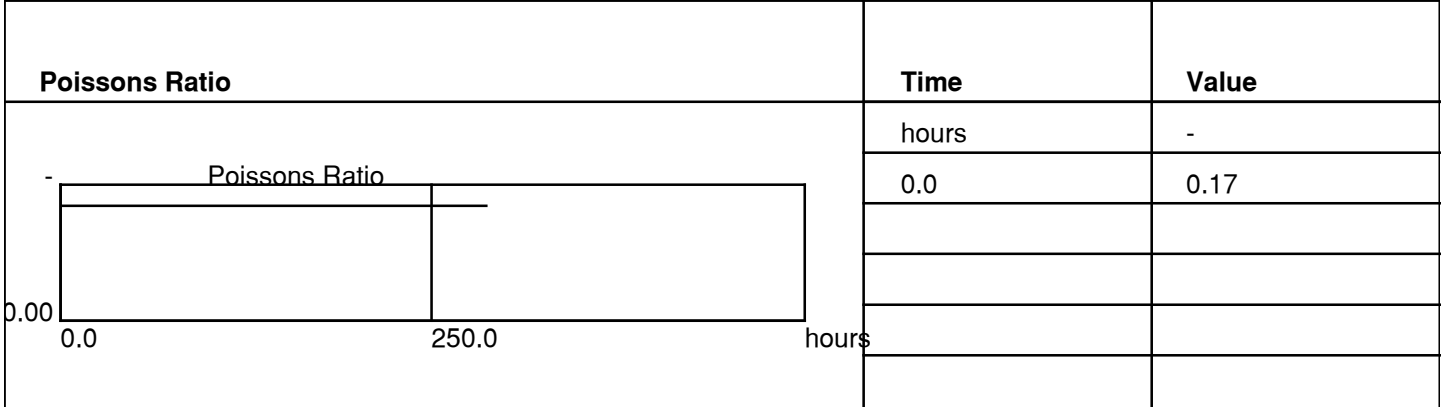 Poissons Ratio Time Value
hours -
- Poissons Ratio
0.0 0.17
0.00
0.0 250.0 hours